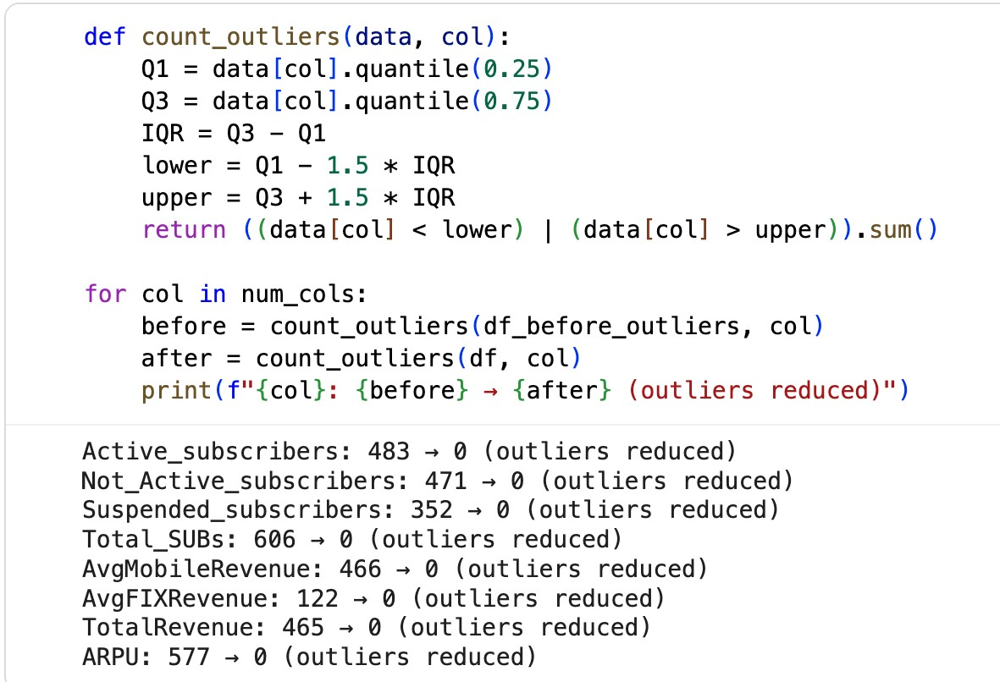 def count_outliers(data, col):
    Q1 = data[col].quantile(0.25)
    Q3 = data[col].quantile(0.75)
    IQR = Q3 - Q1
    lower = Q1 - 1.5 * IQR
    upper = Q3 + 1.5 * IQR
    return ((data[col] < lower) | (data[col] > upper)).sum()

for col in num_cols:
    before = count_outliers(df_before_outliers, col)
    after = count_outliers(df, col)
    print(f"{col}: {before} → {after} (outliers reduced)")
Active_subscribers: 483 → 0 (outliers reduced)
Not_Active_subscribers: 471 → 0 (outliers reduced)
Suspended_subscribers: 352 → 0 (outliers reduced)
Total_SUBs: 606 → 0 (outliers reduced)
AvgMobileRevenue: 466 → 0 (outliers reduced)
AvgFIXRevenue: 122 → 0 (outliers reduced)
TotalRevenue: 465 → 0 (outliers reduced)
ARPU: 577 → 0 (outliers reduced)